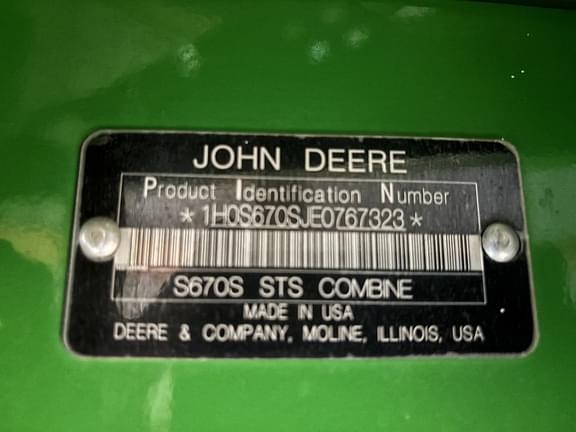 JOHN DEERE
Product Identification Number
*1H0S670SJE0767323*
S670S STS COMBINE
MADE IN USA
DEERE & COMPANY, MOLINE, ILLINOIS, USA